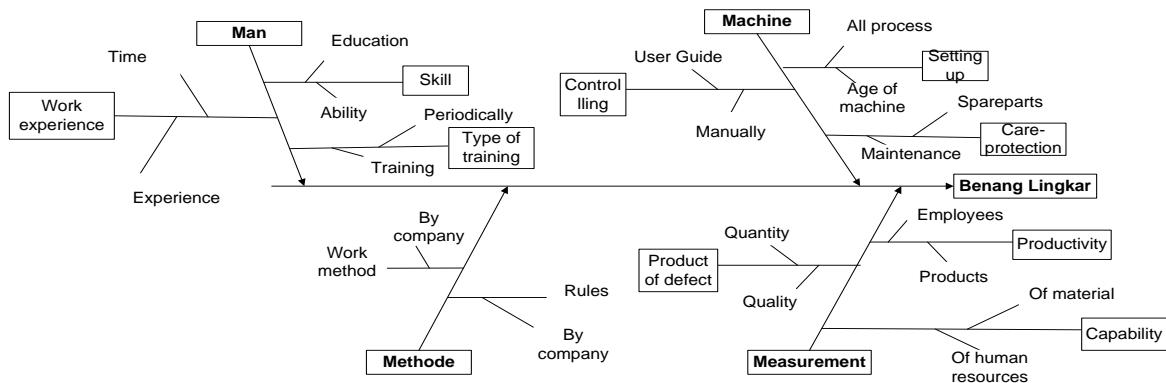 Man
Time
Education
Skill
Ability
Work
experience
Periodically
Type of
training
Training
Experience
Machine
All process
User Guide
Setting
up
Control
lling
Age of
machine
Manually
Spareparts
Maintenance
Care-
protection
Benang Lingkar
By
company
Work
method
Rules
By
company
Methode
Employees
Quantity
Productivity
Product
of defect
Products
Quality
Of material
Capability
Of human
resources
Measurement